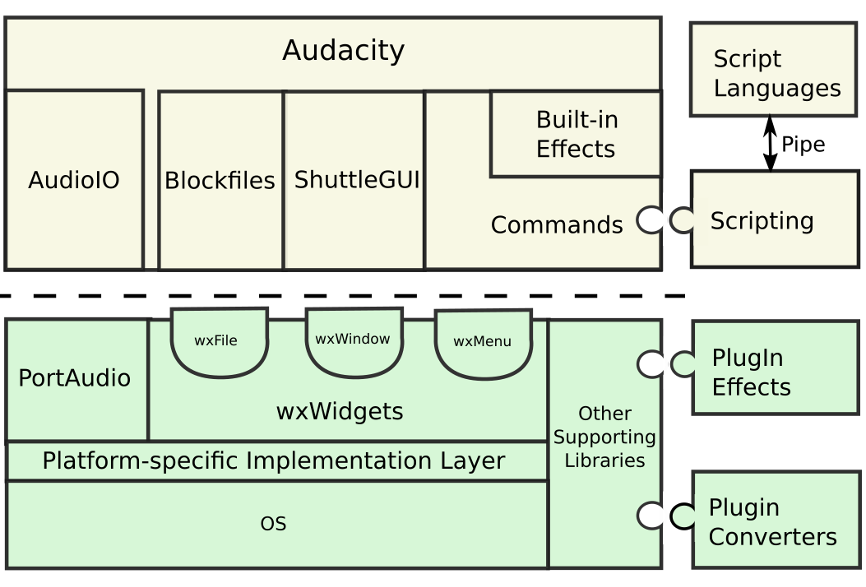 Audacity
AudioIO
Blockfiles
ShuttleGUI
Built-in
Effects
Commands
Script
Languages
Pipe
Scripting
wxFile
wxWindow
wxMenu
PortAudio
wxWidgets
Other
Supporting
Libraries
Platform-specific Implementation Layer
OS
PlugIn
Effects
Plugin
Converters